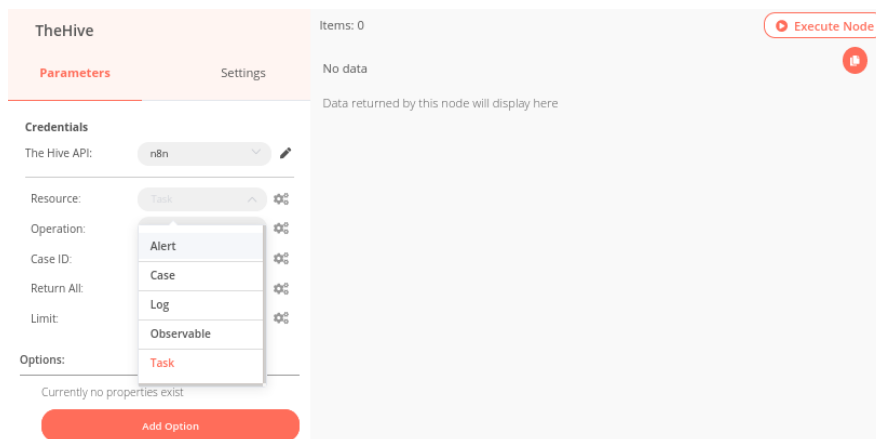 TheHive
Items: 0
Execute Node
Parameters
Settings
No data
Data returned by this node will display here
Credentials
The Hive API:
n8n
Resource:
Task
Operation:
Alert
Case ID:
Case
Return All:
Log
Limit:
Observable
Options:
Task
Currently no properties exist
Add Option